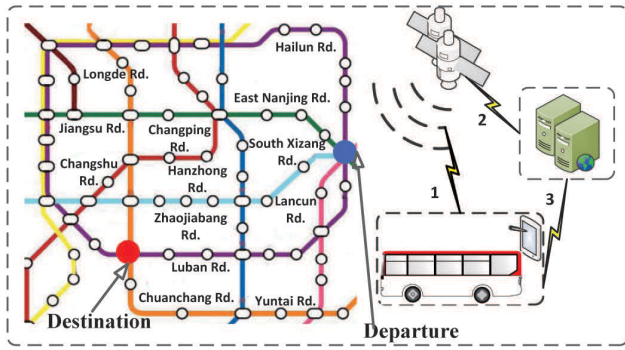 Hailun Rd.
Longde Rd.
East Nanjing Rd.
Jiangsu Rd.
Changping
Rd.
South Xizang
Rd.
Changshu
Rd.
Hanzhong
Rd.
Lancun
Rd.
Zhaojiabang
Rd.
Luban Rd.
Chuanchang Rd.
Yuntai Rd.
Destination
Departure
1
2
3